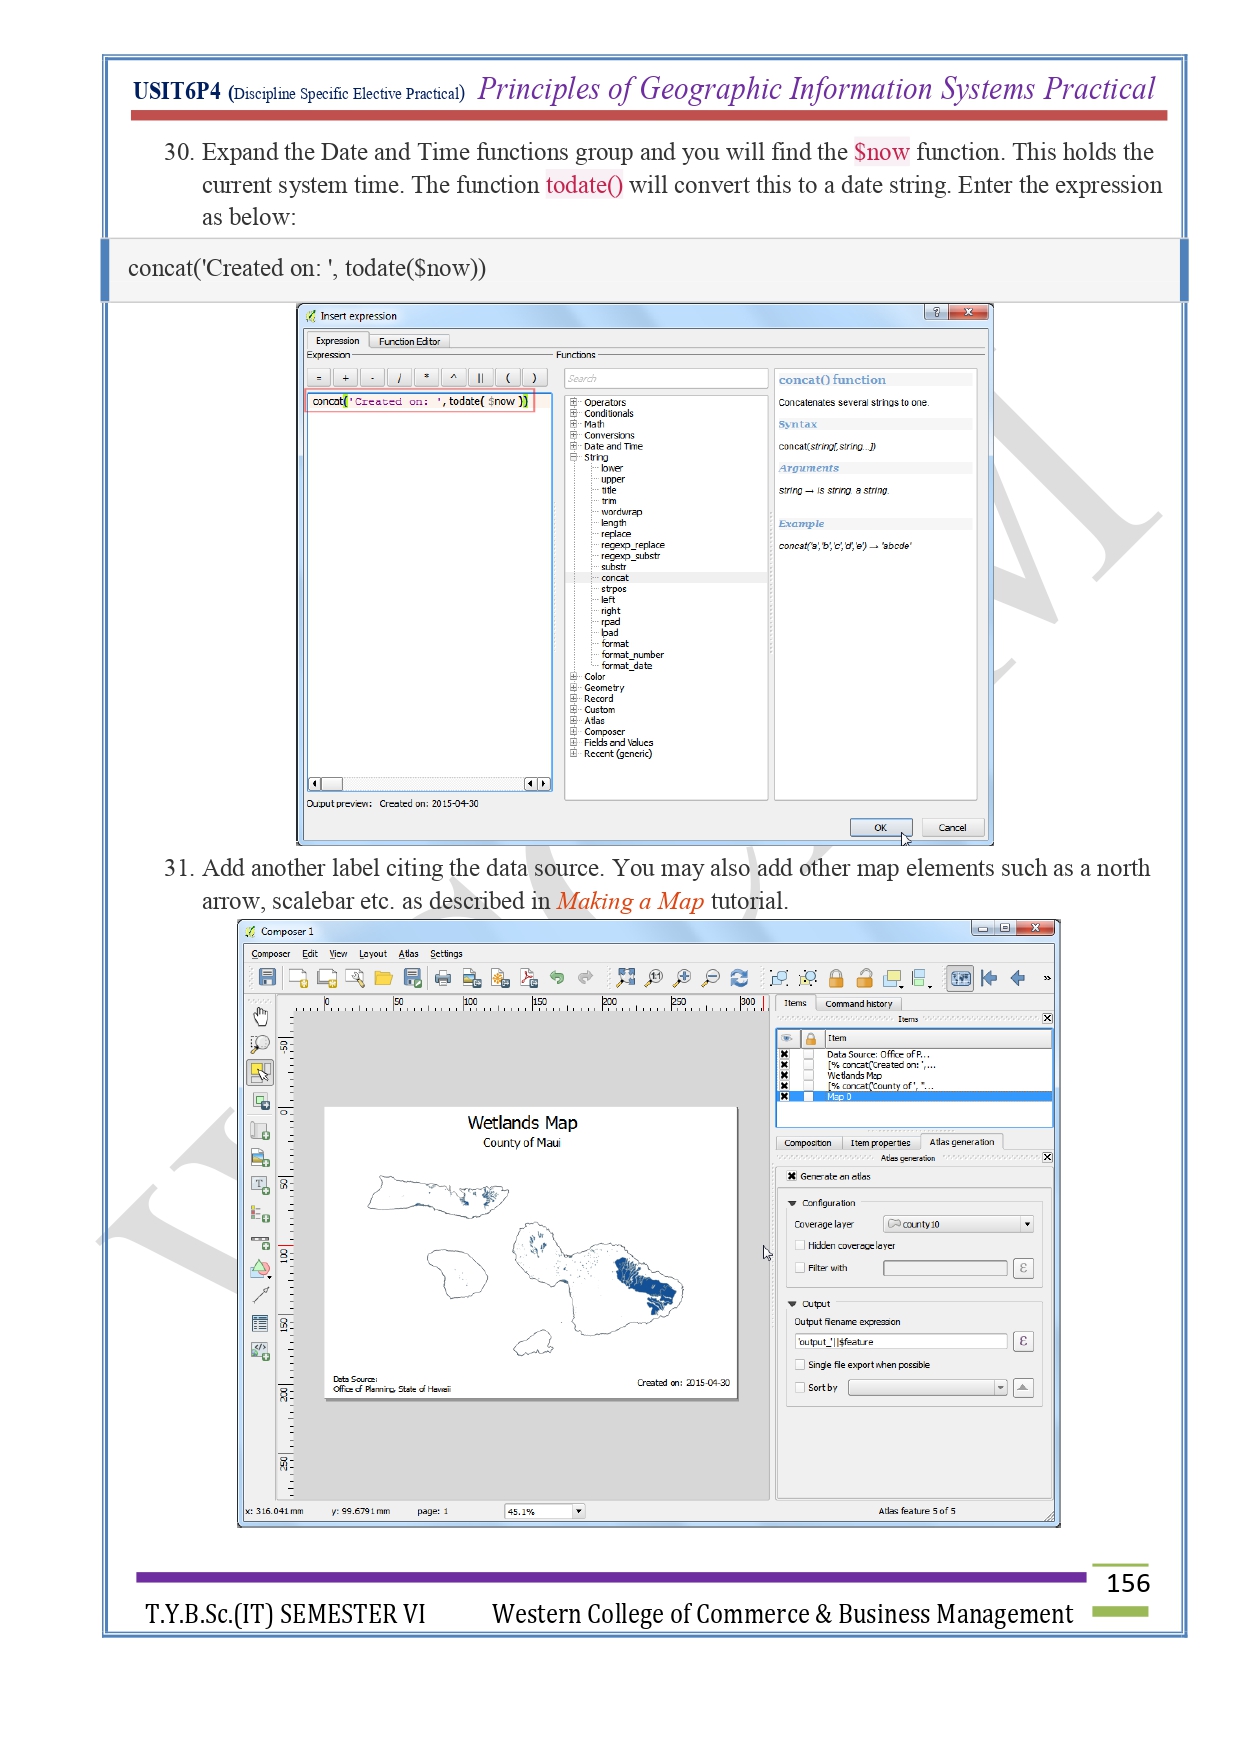 USIT6P4 (Discipline Specific Elective Practical) Principles of Geographic Information Systems Practical
30. Expand the Date and Time functions group and you will find the $now function. This holds the
current system time. The function todate() will convert this to a date string. Enter the expression
as below:
concat('Created on: ', todate($now))
Insert expression
Expression Function Editor
Expression Functions
= + - / * ^ || ( )
Search
concat('Created on: ',todate( $now ))
Operators
Conditionals
Math
Conversions
Date and Time
String
lower
upper
title
trim
wordwrap
length
replace
regexp_replace
regexp_substr
substr
concat
strpos
left
right
rpad
lpad
format
format_number
format_date
Color
Geometry
Record
Custom
Atlas
Composer
Fields and Values
Recent (generic)
concat() function
Concatenates several strings to one.
Syntax
concat(string[,string...])
Arguments
string → is string. a string.
Example
concat('a','b','c','d','e') → 'abcde'
Output preview: Created on: 2015-04-30
OK Cancel
31. Add another label citing the data source. You may also add other map elements such as a north
arrow, scalebar etc. as described in Making a Map tutorial.
Composer 1
Composer Edit View Layout Atlas Settings
0 50 100 150 200 250 300
-50
0
50
100
150
200
250
Wetlands Map
County of Maui
Data Source:
Office of Planning, State of Hawaii
Created on: 2015-04-30
Items Command history
Items
Item
Data Source: Office of P...
[% concat('Created on: ',...
Wetlands Map
[% concat('County of ', "...
Map 0
Composition Item properties Atlas generation
Atlas generation
Generate an atlas
Configuration
Coverage layer county10
Hidden coverage layer
Filter with ε
Output
Output filename expression
'output_'||$feature ε
Single file export when possible
Sort by
x: 316.041 mm y: 99.6791 mm page: 1 45.1% Atlas feature 5 of 5
156
T.Y.B.Sc.(IT) SEMESTER VI Western College of Commerce & Business Management